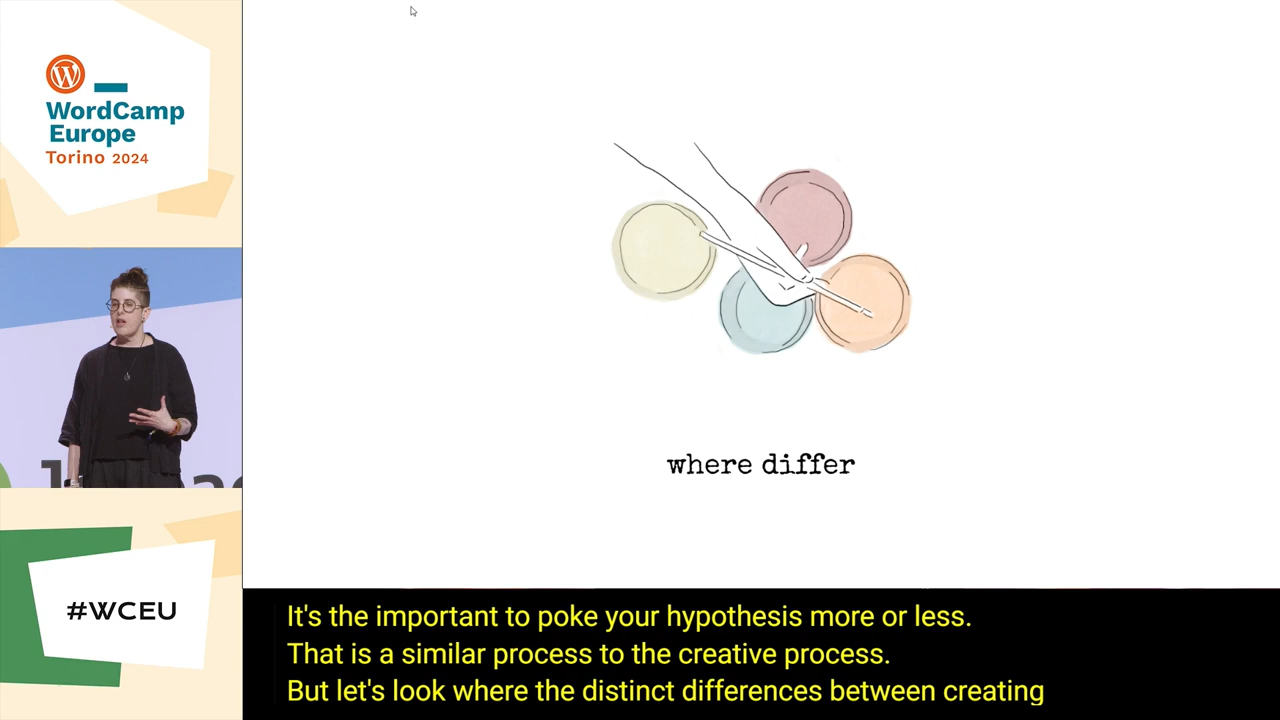 WordCamp
Europe
Torino 2024
#WCEU
where differ
It's the important to poke your hypothesis more or less.
That is a similar process to the creative process.
But let's look where the distinct differences between creating